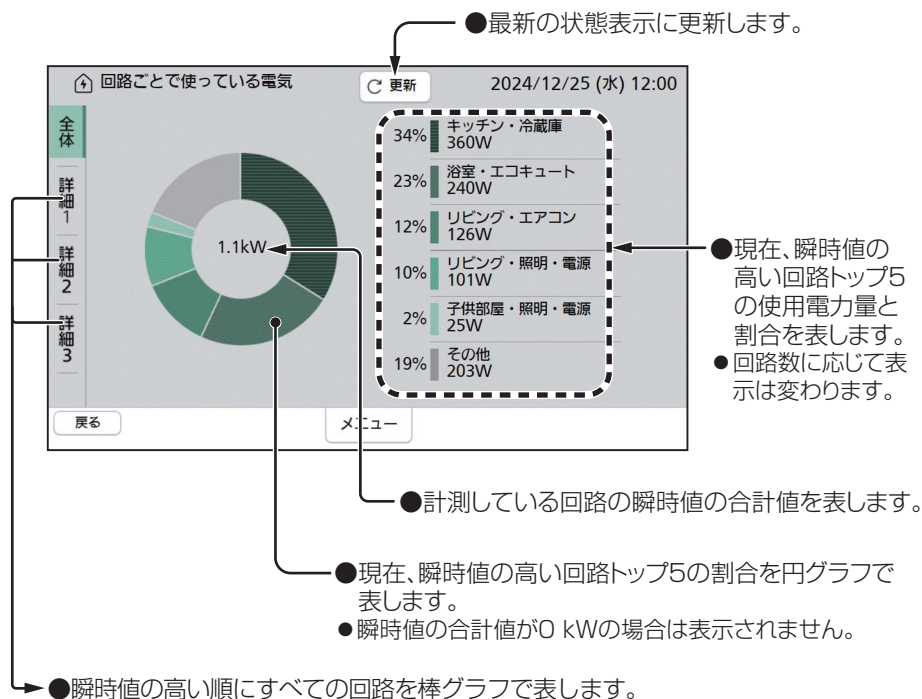 ●最新の状態表示に更新します。
回路ごとで使っている電気
更新
2024/12/25 (水) 12:00
全体
詳細1
詳細2
詳細3
1.1kW
34% キッチン・冷蔵庫
360W
23% 浴室・エコキュート
240W
12% リビング・エアコン
126W
10% リビング・照明・電源
101W
2% 子供部屋・照明・電源
25W
19% その他
203W
●現在、瞬時値の
高い回路トップ5
の使用電力量と
割合を表します。
●回路数に応じて表
示は変わります。
戻る
メニュー
●計測している回路の瞬時値の合計値を表します。
●現在、瞬時値の高い回路トップ5の割合を円グラフで
表します。
●瞬時値の合計値が0 kWの場合は表示されません。
●瞬時値の高い順にすべての回路を棒グラフで表します。